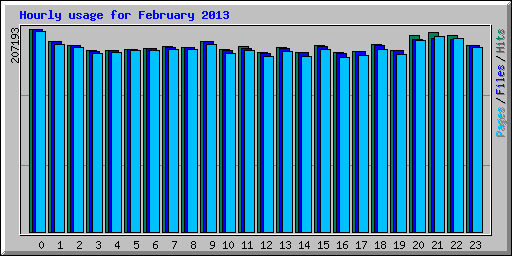 Hourly usage for February 2013
207193
Pages/Files/Hits
0 1 2 3 4 5 6 7 8 9 10 11 12 13 14 15 16 17 18 19 20 21 22 23